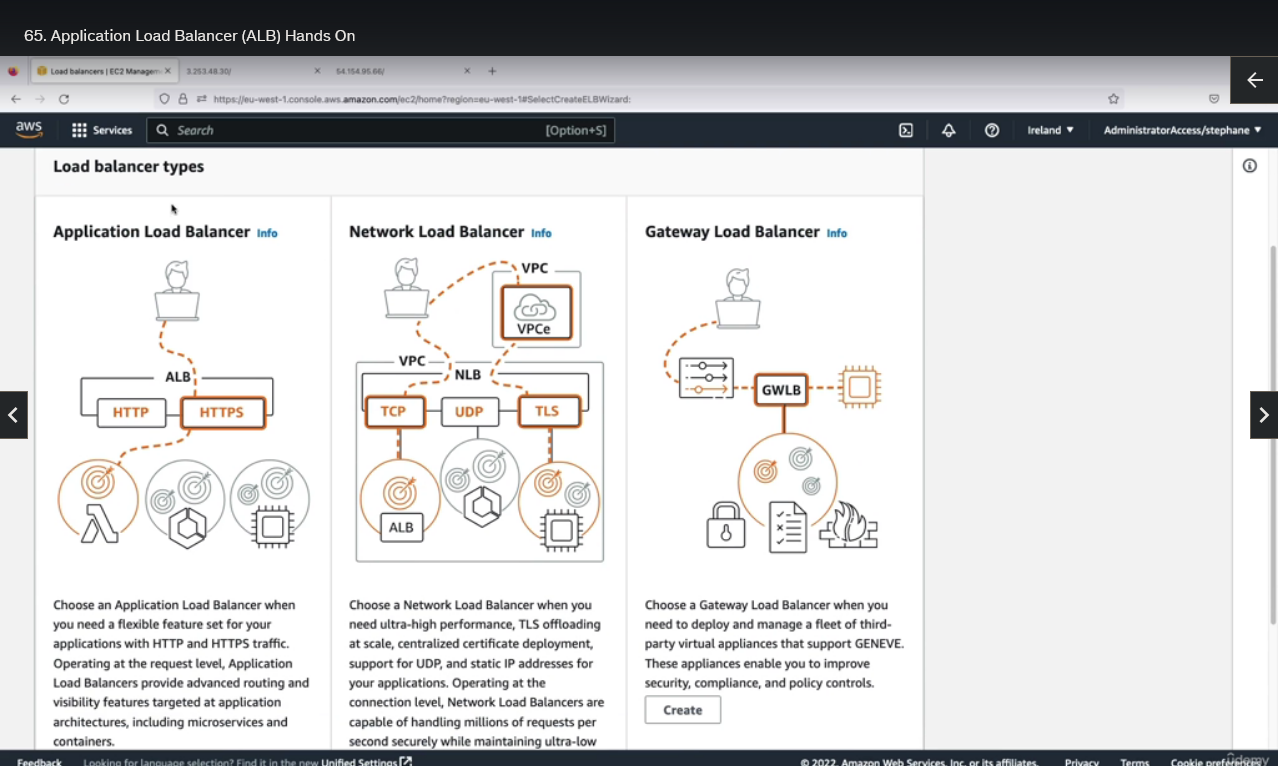 65. Application Load Balancer (ALB) Hands On
Load balancers | EC2 Managem
3.253.48.30/
54.154.95.66/
https://eu-west-1.console.aws.amazon.com/ec2/home?region=eu-west-1#SelectCreateELBWizard:
aws
Services
Search
[Option+S]
Ireland
AdministratorAccess/stephane
Load balancer types
Application Load Balancer Info
ALB
HTTP
HTTPS
Choose an Application Load Balancer when
you need a flexible feature set for your
applications with HTTP and HTTPS traffic.
Operating at the request level, Application
Load Balancers provide advanced routing and
visibility features targeted at application
architectures, including microservices and
containers.
Network Load Balancer Info
VPC
VPCe
VPC
NLB
TCP
UDP
TLS
ALB
Choose a Network Load Balancer when you
need ultra-high performance, TLS offloading
at scale, centralized certificate deployment,
support for UDP, and static IP addresses for
your applications. Operating at the
connection level, Network Load Balancers are
capable of handling millions of requests per
second securely while maintaining ultra-low
Gateway Load Balancer Info
GWLB
Choose a Gateway Load Balancer when you
need to deploy and manage a fleet of third-
party virtual appliances that support GENEVE.
These appliances enable you to improve
security, compliance, and policy controls.
Create
Feedback
Looking for language selection? Find it in the new Unified Settings
© 2022, Amazon Web Services, Inc. or its affiliates.
Privacy
Terms
Cookie preferences
ûdemy